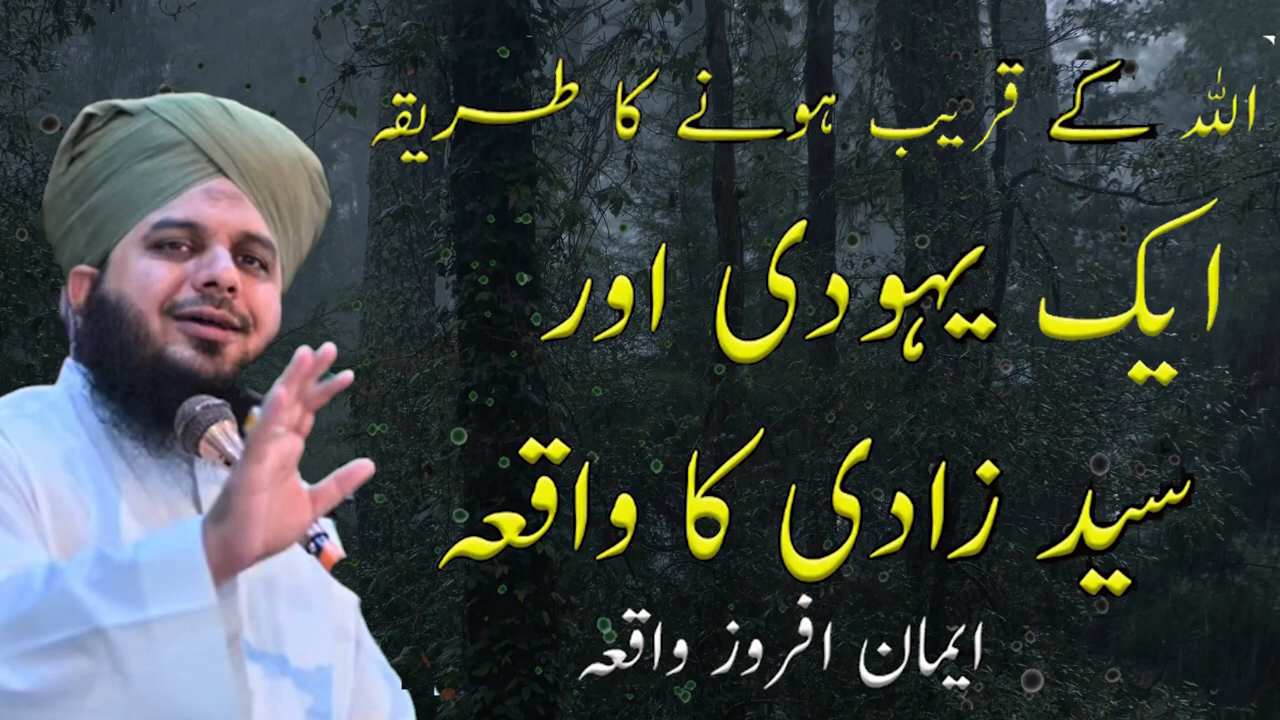 اللہ کے قریب ہونے کا طریقہ
ایک یہودی اور
سید زادی کا واقعہ
ایمان افروز واقعہ